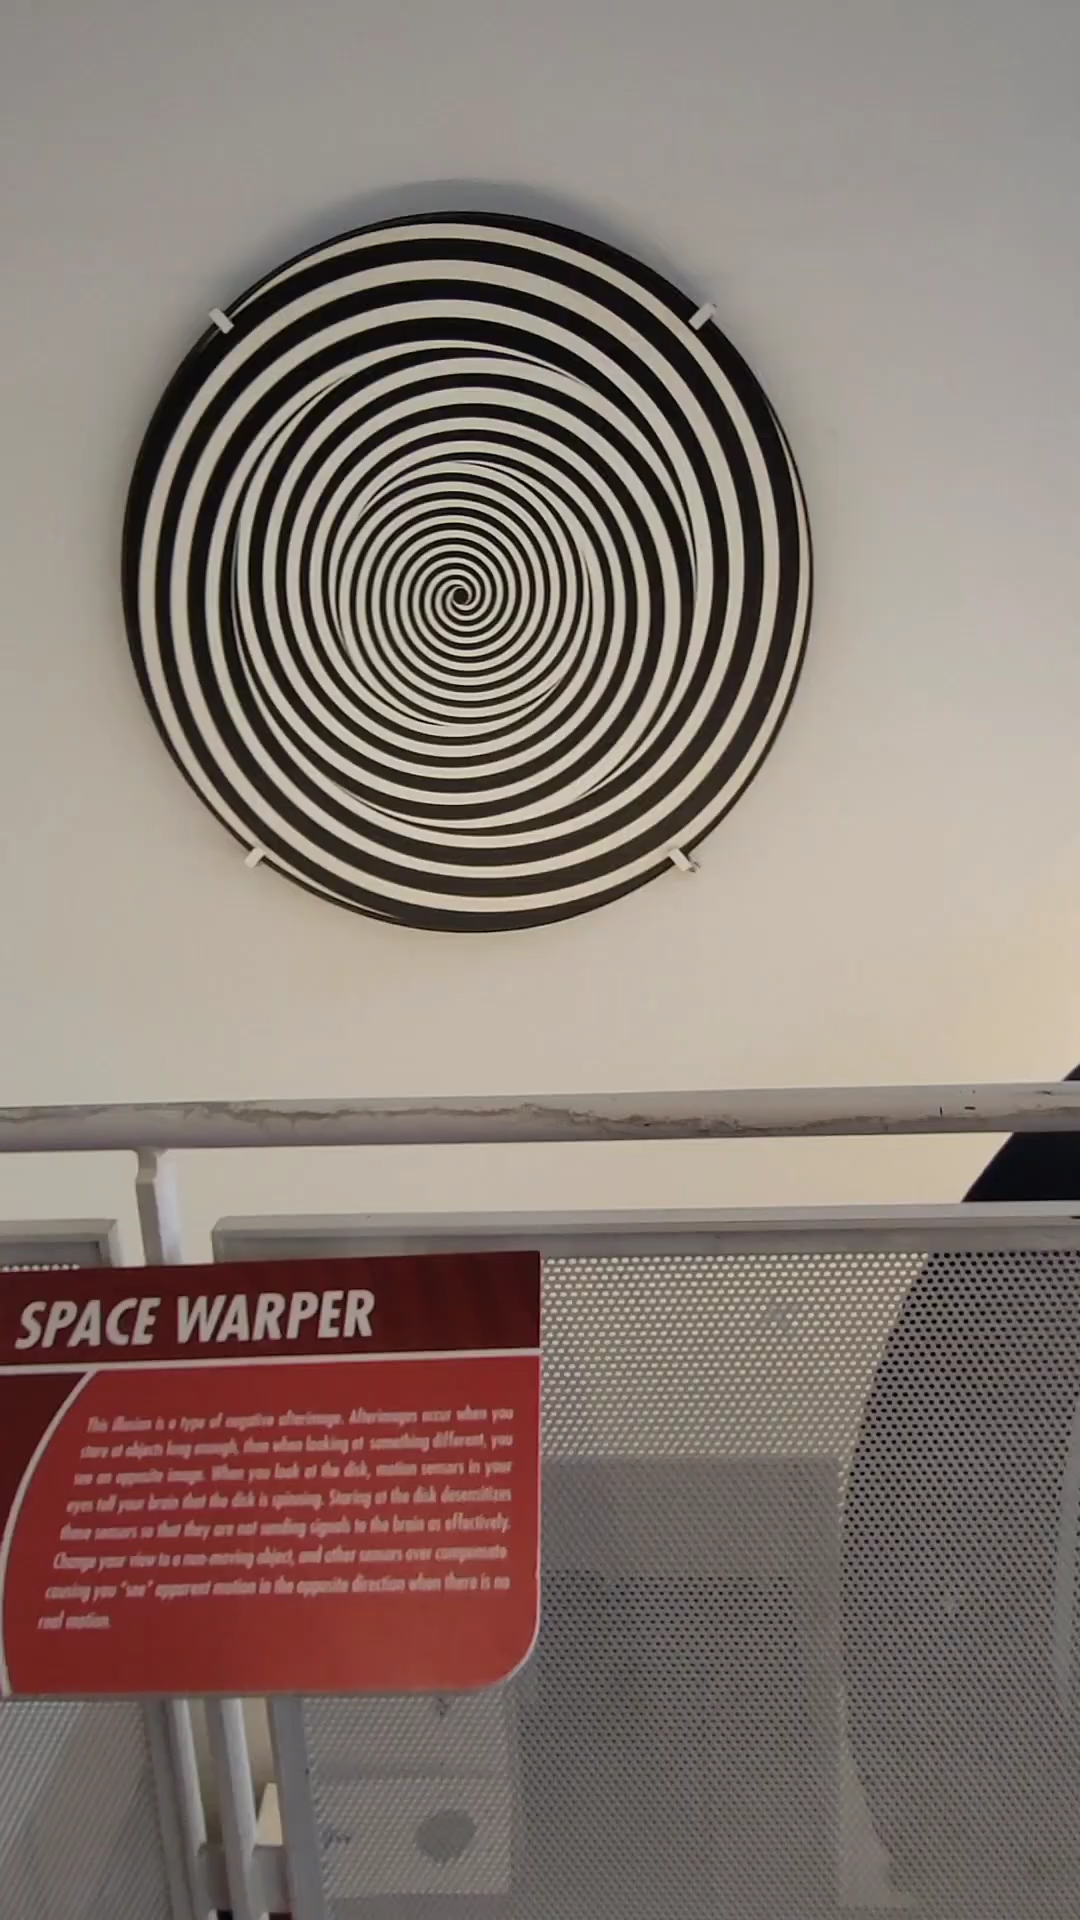 SPACE WARPER
This illusion is a type of negative afterimage. Afterimages occur when you
stare at objects long enough, then when looking at something different, you
see an opposite image. When you look at the disk, motion sensors in your
eyes tell your brain that the disk is spinning. Staring at the disk desensitizes
these sensors so that they are not sending signals to the brain as effectively.
Change your view to a non-moving object, and other sensors over compensate
causing you "see" apparent motion in the opposite direction when there is no
real motion.